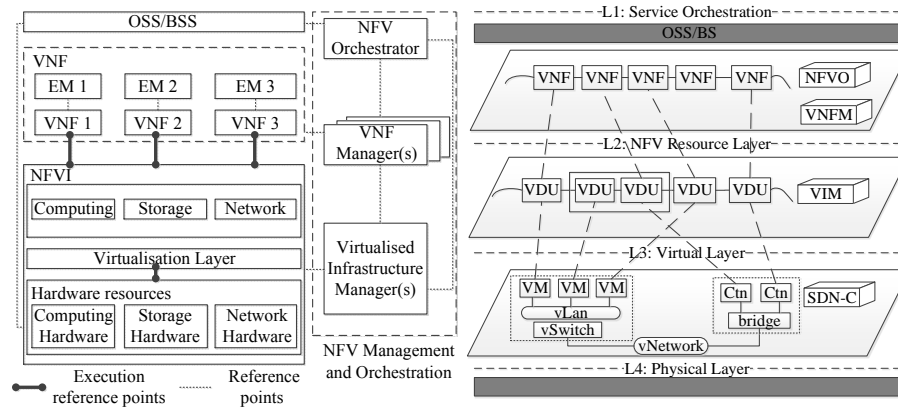 OSS/BSS
VNF
EM 1
EM 2
EM 3
VNF 1
VNF 2
VNF 3
NFVI
Computing
Storage
Network
Virtualisation Layer
Hardware resources
Computing
Hardware
Storage
Hardware
Network
Hardware
Execution
reference points
Reference
points
NFV
Orchestrator
VNF
Manager(s)
Virtualised
Infrastructure
Manager(s)
NFV Management
and Orchestration
L1: Service Orchestration
OSS/BS
VNF
VNF
VNF
VNF
VNF
NFVO
VNFM
L2: NFV Resource Layer
VDU
VDU
VDU
VDU
VDU
VIM
L3: Virtual Layer
VM
VM
VM
vLan
vSwitch
Ctn
Ctn
bridge
SDN-C
vNetwork
L4: Physical Layer